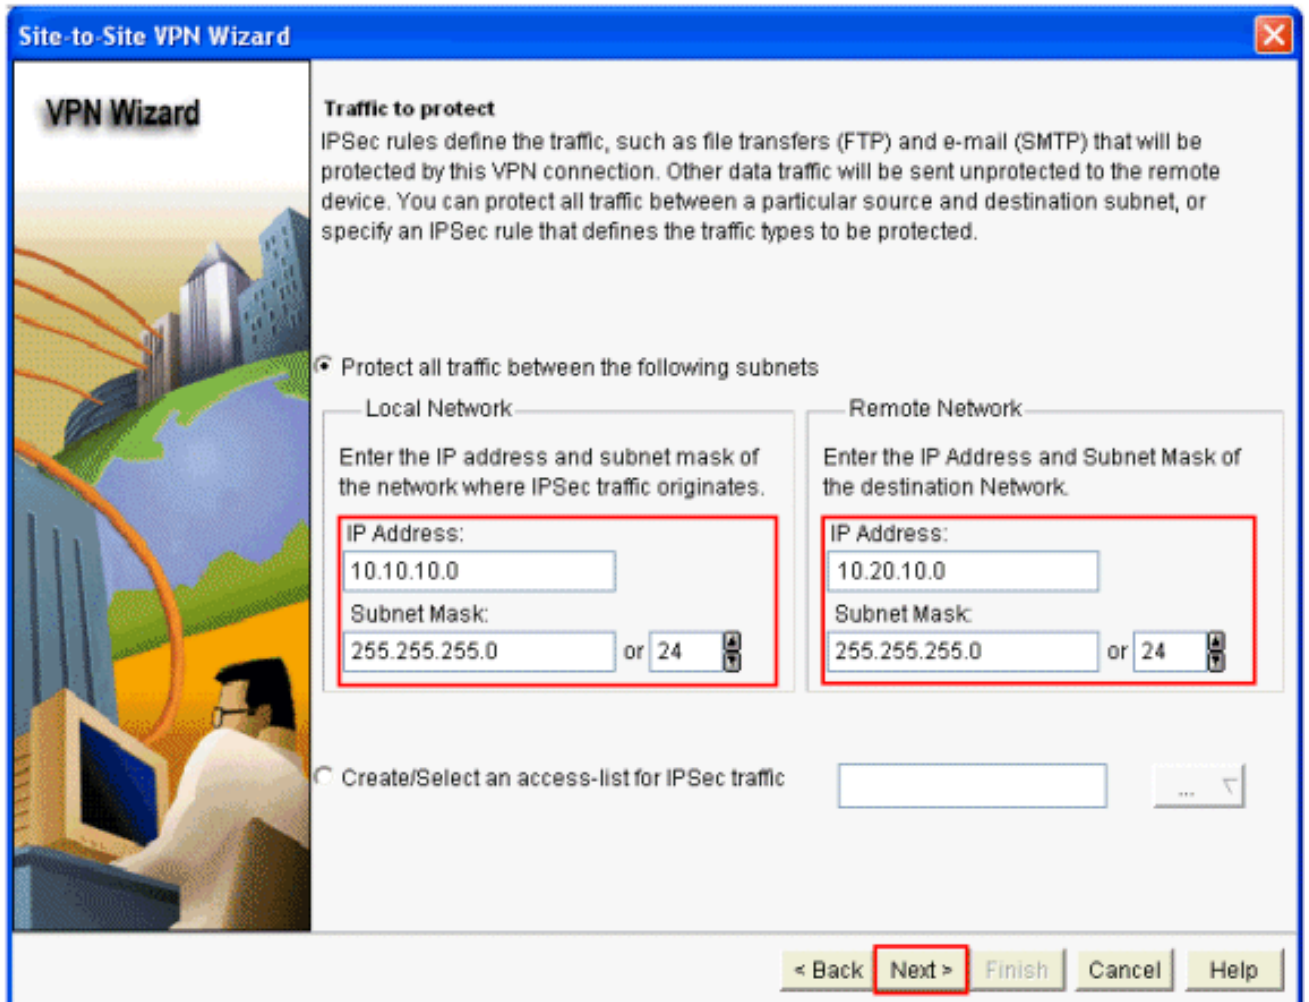 Site-to-Site VPN Wizard
VPN Wizard
Traffic to protect
IPSec rules define the traffic, such as file transfers (FTP) and e-mail (SMTP) that will be
protected by this VPN connection. Other data traffic will be sent unprotected to the remote
device. You can protect all traffic between a particular source and destination subnet, or
specify an IPSec rule that defines the traffic types to be protected.
Protect all traffic between the following subnets
Local Network
Enter the IP address and subnet mask of
the network where IPSec traffic originates.
IP Address:
10.10.10.0
Subnet Mask:
255.255.255.0 or 24
Remote Network
Enter the IP Address and Subnet Mask of
the destination Network.
IP Address:
10.20.10.0
Subnet Mask:
255.255.255.0 or 24
Create/Select an access-list for IPSec traffic
...
< Back Next > Finish Cancel Help